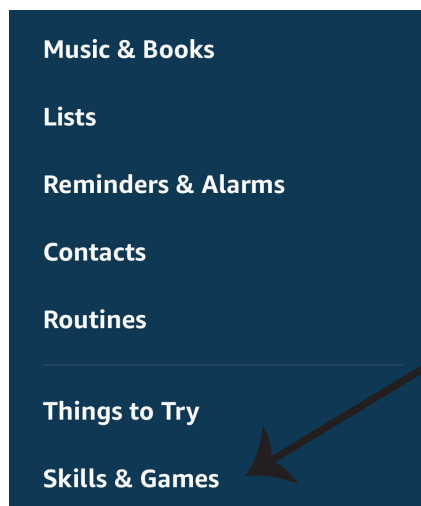 Music & Books
Lists
Reminders & Alarms
Contacts
Routines
Things to Try
Skills & Games